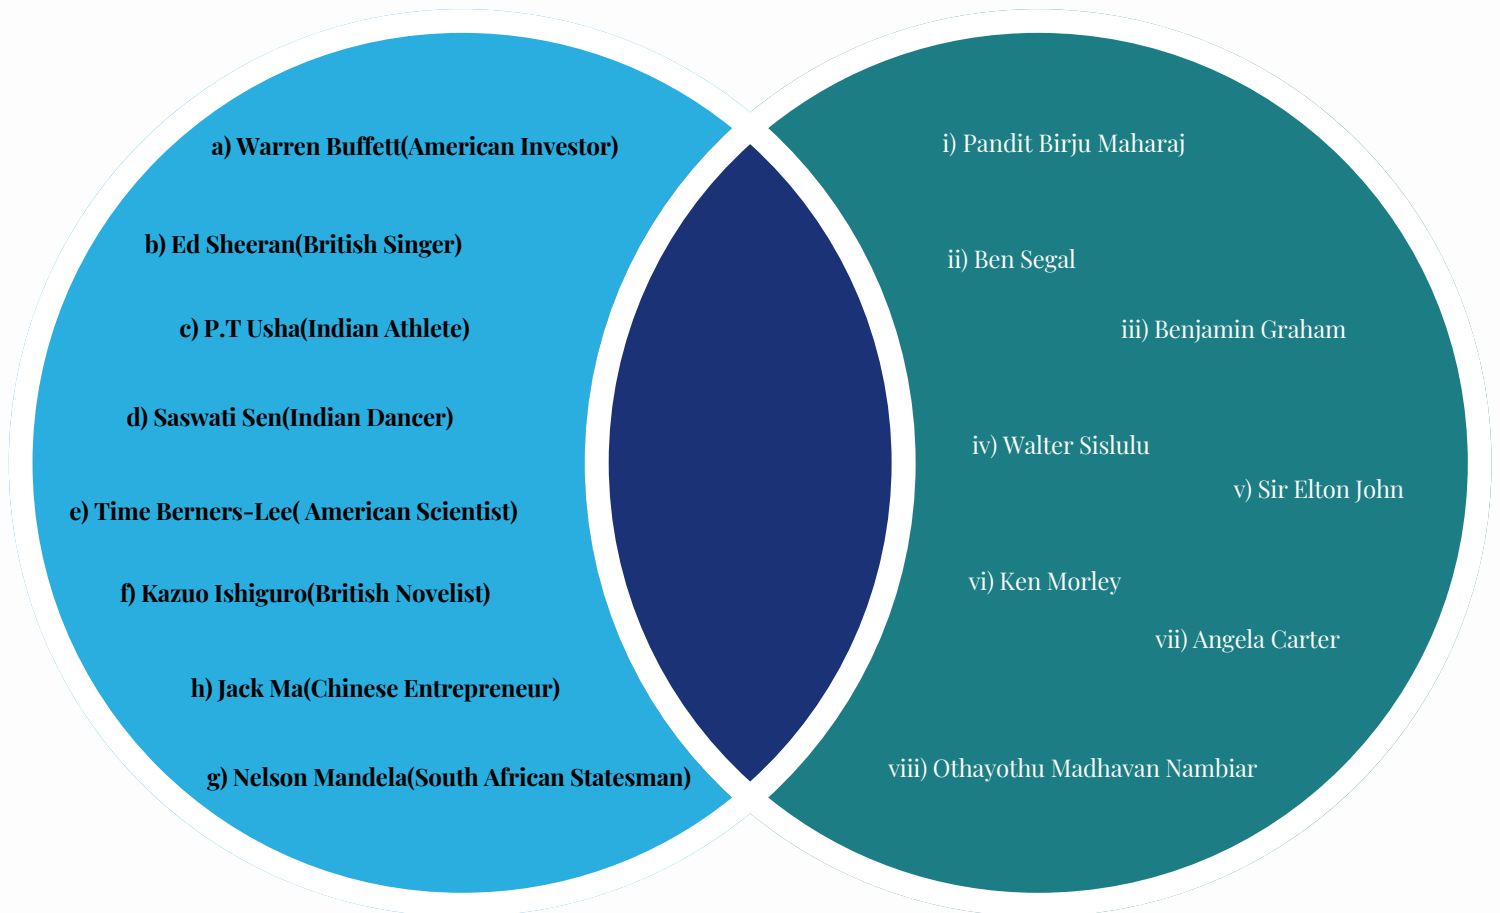 a) Warren Buffett(American Investor)
b) Ed Sheeran(British Singer)
c) P.T Usha(Indian Athlete)
d) Saswati Sen(Indian Dancer)
e) Time Berners-Lee( American Scientist)
f) Kazuo Ishiguro(British Novelist)
h) Jack Ma(Chinese Entrepreneur)
g) Nelson Mandela(South African Statesman)
i) Pandit Birju Maharaj
ii) Ben Segal
iii) Benjamin Graham
iv) Walter Sislulu
v) Sir Elton John
vi) Ken Morley
vii) Angela Carter
viii) Othayothu Madhavan Nambiar